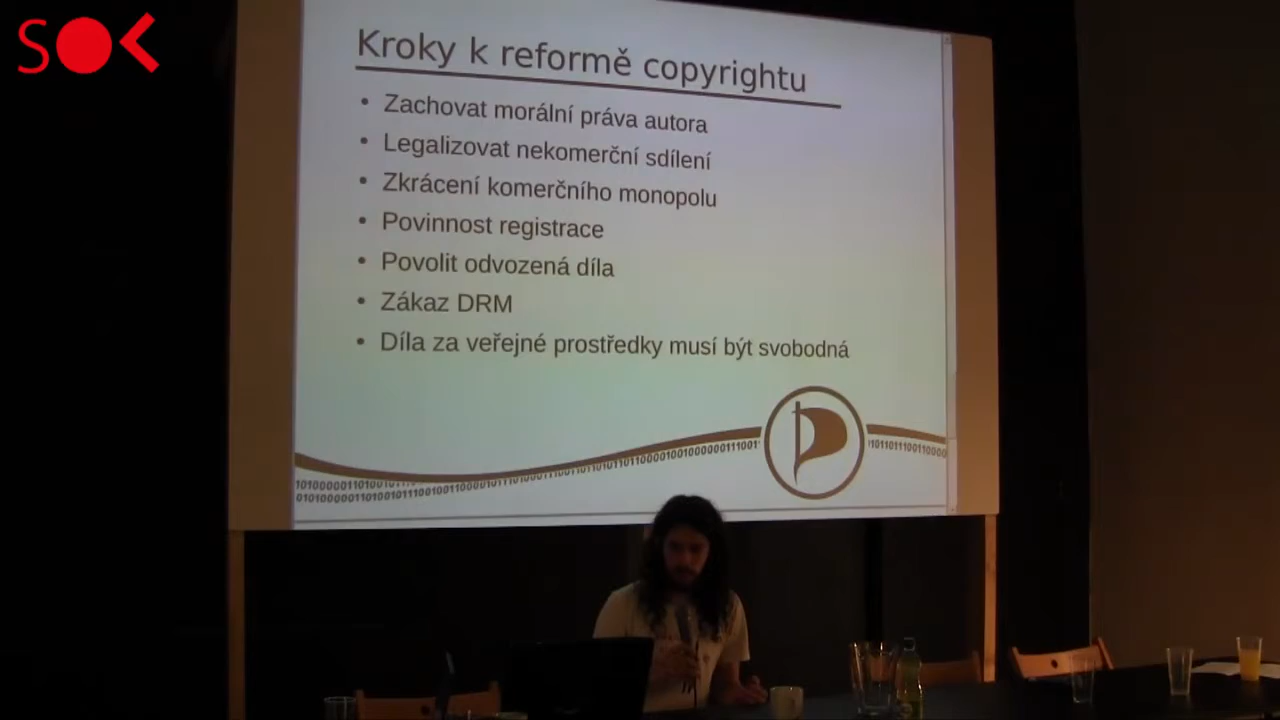 SOK
Kroky k reformě copyrightu
• Zachovat morální práva autora
• Legalizovat nekomerční sdílení
• Zkrácení komerčního monopolu
• Povinnost registrace
• Povolit odvozená díla
• Zákaz DRM
• Díla za veřejné prostředky musí být svobodná